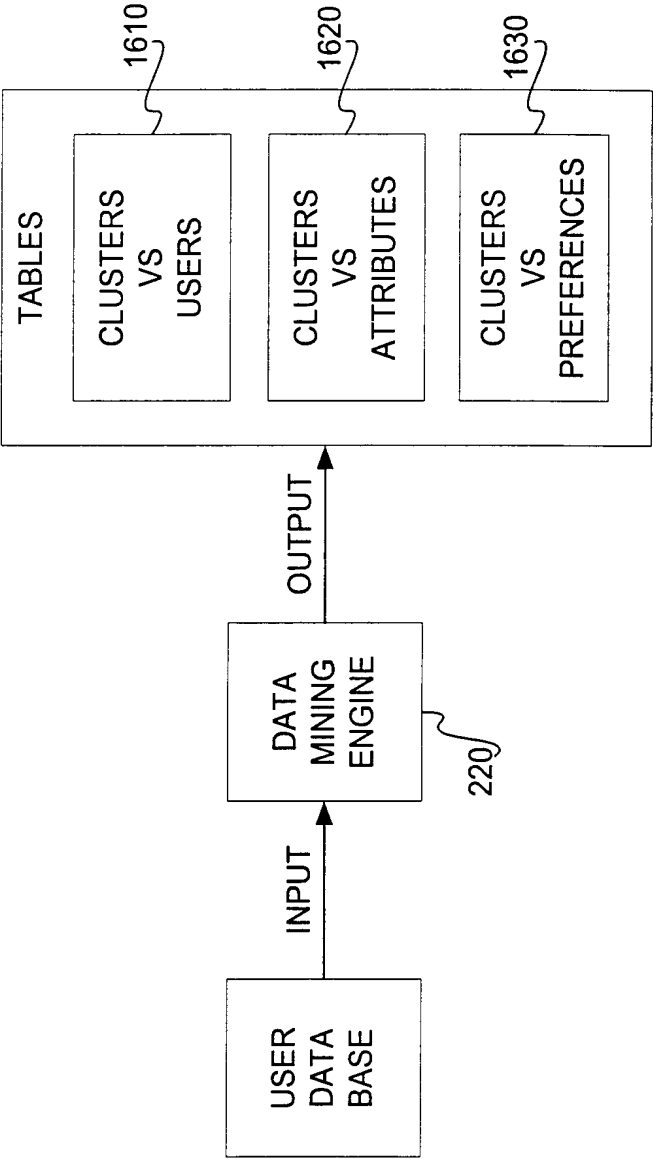 USER
DATA
BASE
INPUT
DATA
MINING
ENGINE
220
OUTPUT
TABLES
CLUSTERS
VS
USERS
1610
CLUSTERS
VS
ATTRIBUTES
1620
CLUSTERS
VS
PREFERENCES
1630